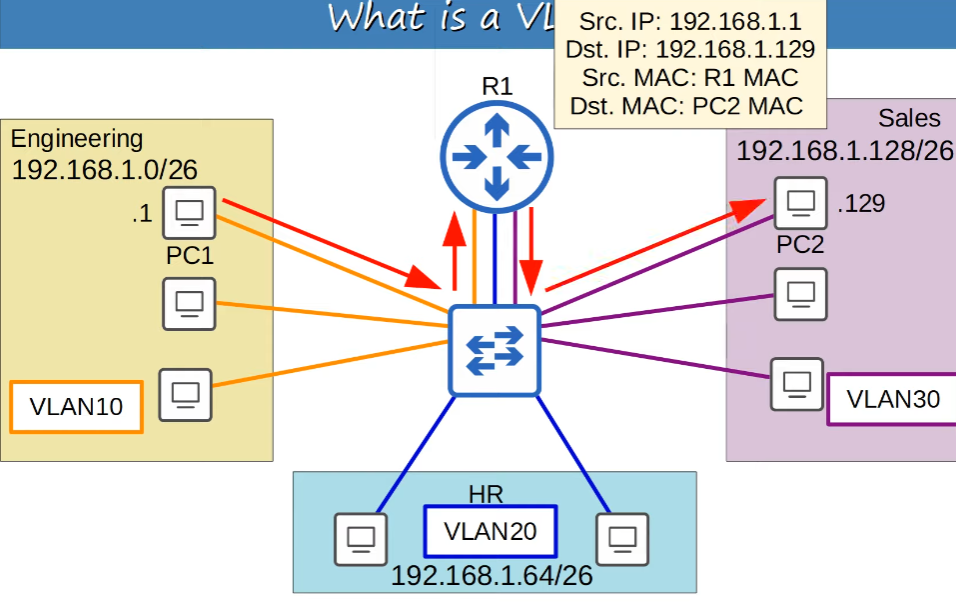 What is a VL
Src. IP: 192.168.1.1
Dst. IP: 192.168.1.129
Src. MAC: R1 MAC
Dst. MAC: PC2 MAC
R1
Engineering
192.168.1.0/26
.1
PC1
VLAN10
Sales
192.168.1.128/26
.129
PC2
VLAN30
HR
VLAN20
192.168.1.64/26